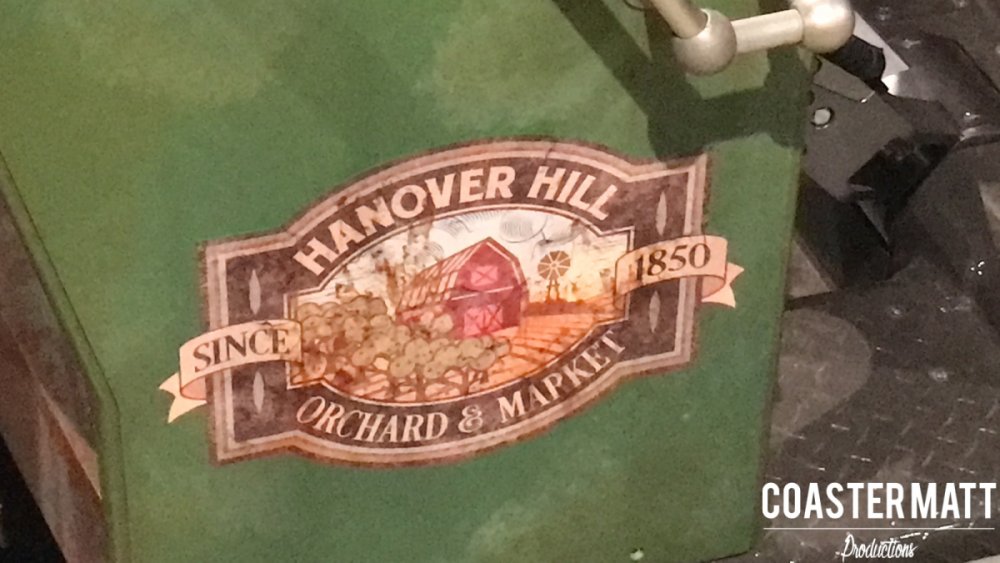 HANOVER HILL
SINCE
1850
ORCHARD & MARKET
COASTERMATT
Productions